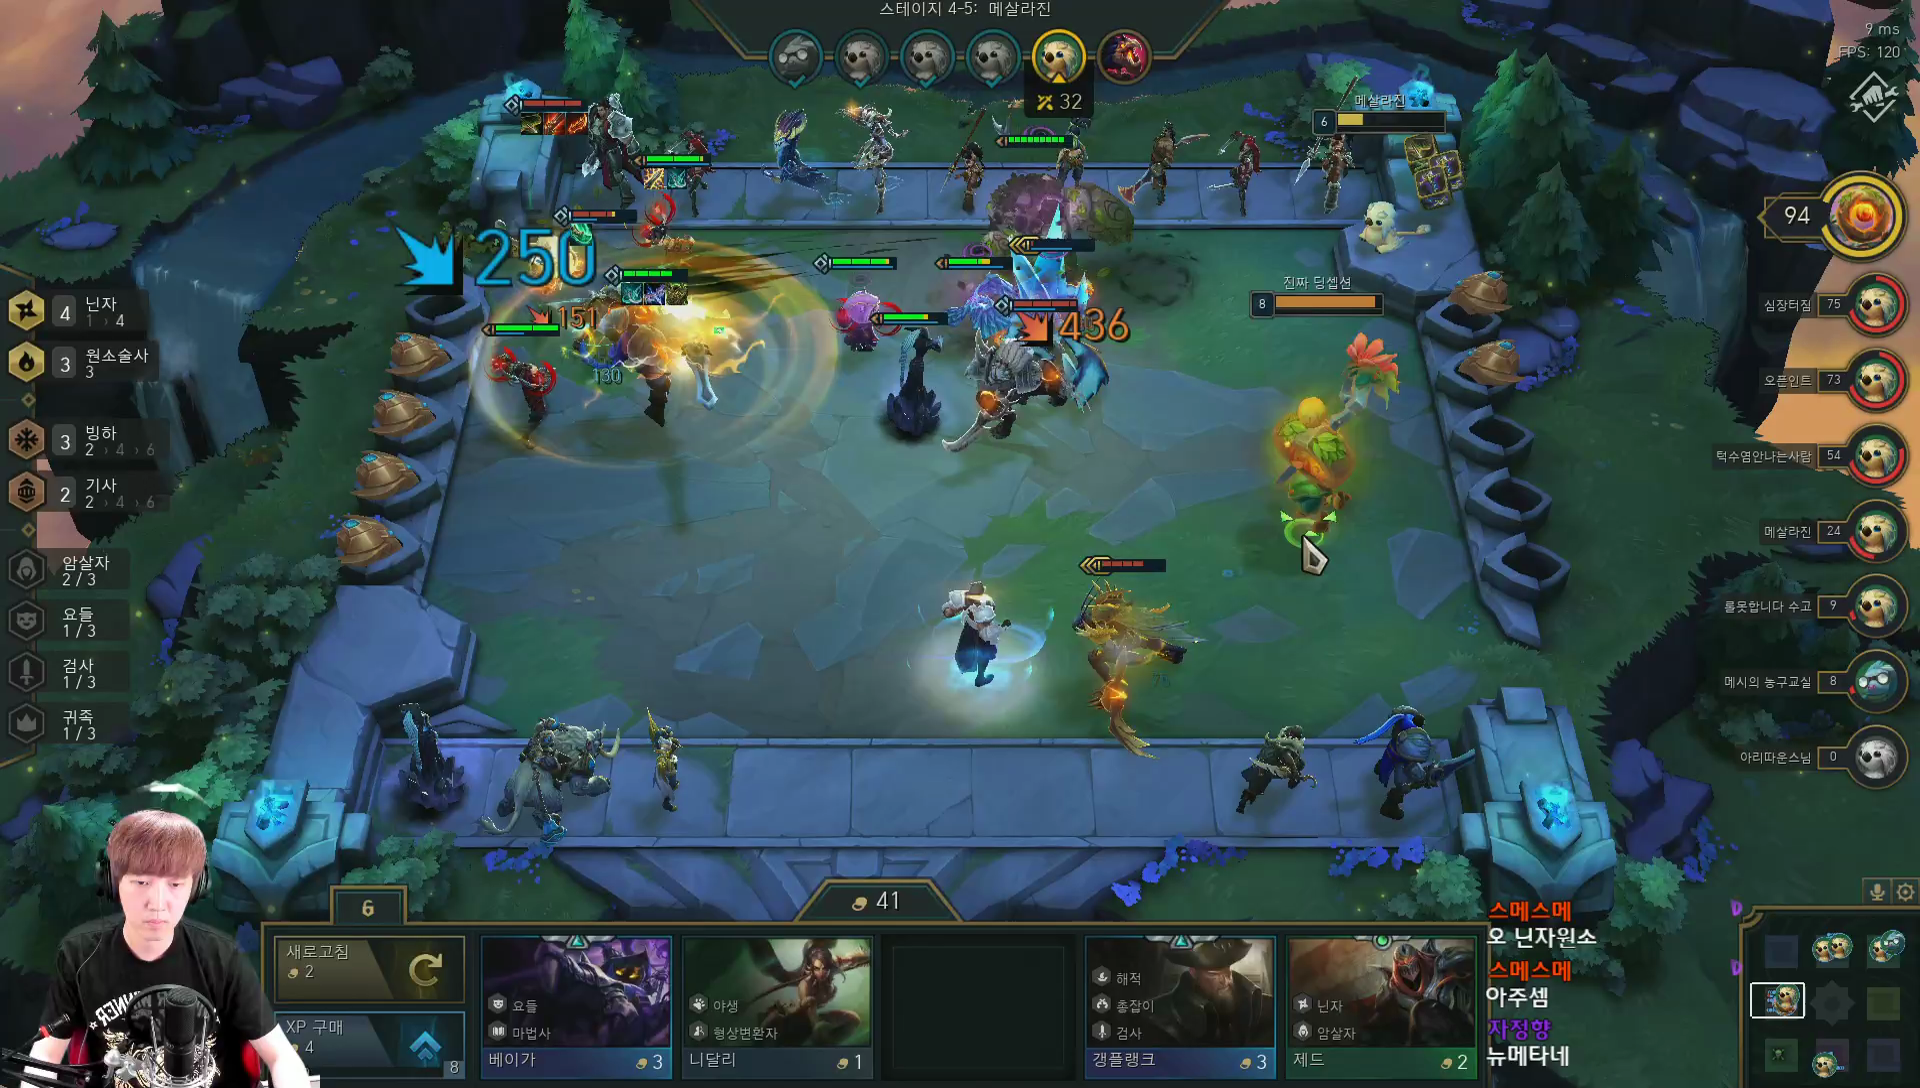 스테이지 4-5: 메살라진
9 ms
FPS: 120
32
메살라진
6
94
250
닌자
4
1 › 4
151
436
130
진짜 딩셉션
8
심장터짐 75
원소술사
3
3
오픈인트 73
빙하
3
2 › 4 › 6
턱수염안나는사람 54
기사
2
2 › 4 › 6
메살라진 24
암살자
2 / 3
롤못합니다 수고 9
요들
1 / 3
검사
1 / 3
75
메시의 농구교실 8
귀족
1 / 3
아리따운스님 0
6
41
새로고침
2
XP 구매
4
8
요들
마법사
베이가 3
야생
형상변환자
니달리 1
해적
총잡이
검사
갱플랭크 3
닌자
암살자
제드 2
스메스메
오 닌자원소
스메스메
아주셈
자정향
뉴메타네